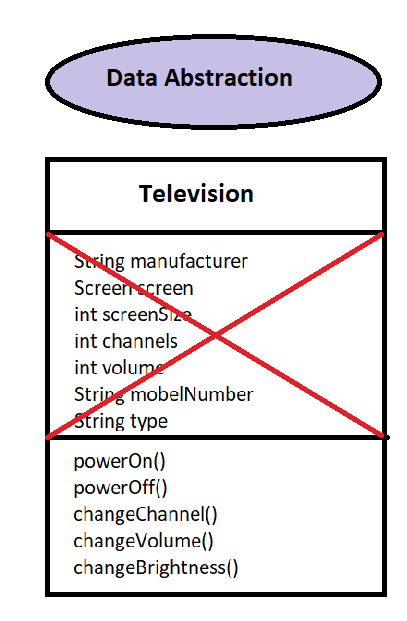 Data Abstraction
Television
String manufacturer
Screen screen
int screenSize
int channels
int volume
String mobelNumber
String type
powerOn()
powerOff()
changeChannel()
changeVolume()
changeBrightness()